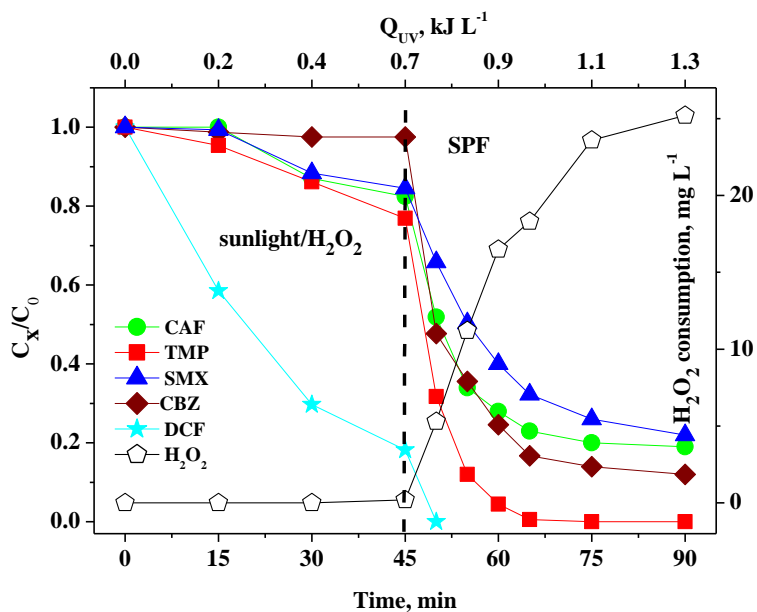 Q_UV, kJ L⁻¹
0.0 0.2 0.4 0.7 0.9 1.1 1.3
1.0
0.8
0.6
0.4
0.2
0.0
C_X/C_0
SPF
sunlight/H₂O₂
CAF
TMP
SMX
CBZ
DCF
H₂O₂
20
10
0
H₂O₂ consumption, mg L⁻¹
0 15 30 45 60 75 90
Time, min